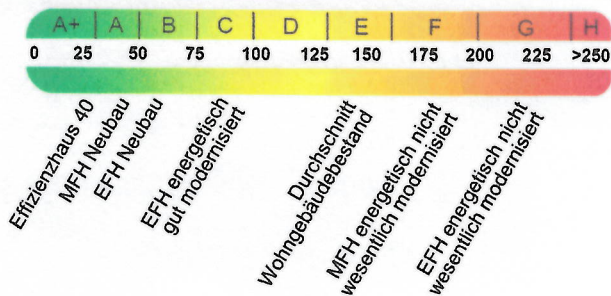 A+ A B C D E F G H
0 25 50 75 100 125 150 175 200 225 >250
Effizienzhaus 40
MFH Neubau
EFH Neubau
EFH energetisch
gut modernisiert
Durchschnitt
Wohngebäudebestand
MFH energetisch nicht
wesentlich modernisiert
EFH energetisch nicht
wesentlich modernisiert